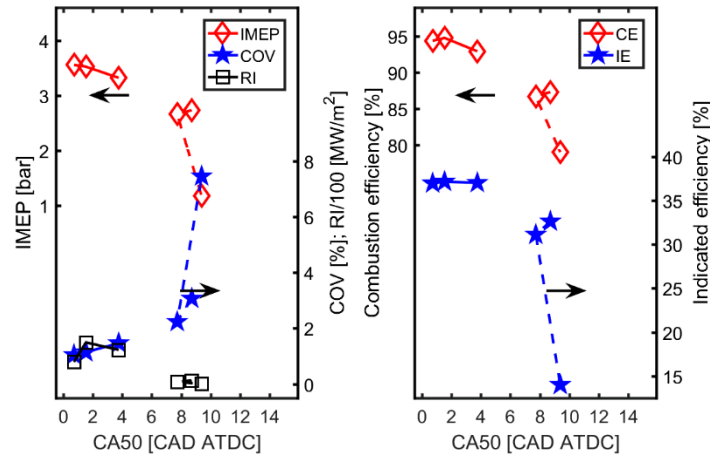 IMEP
COV
RI
4
3
2
1
IMEP [bar]
8
6
4
2
0
COV [%]; RI/100 [MW/m²]
0 2 4 6 8 10 12 14
CA50 [CAD ATDC]
CE
IE
95
90
85
80
Combustion efficiency [%]
40
35
30
25
20
15
Indicated efficiency [%]
0 2 4 6 8 10 12 14
CA50 [CAD ATDC]